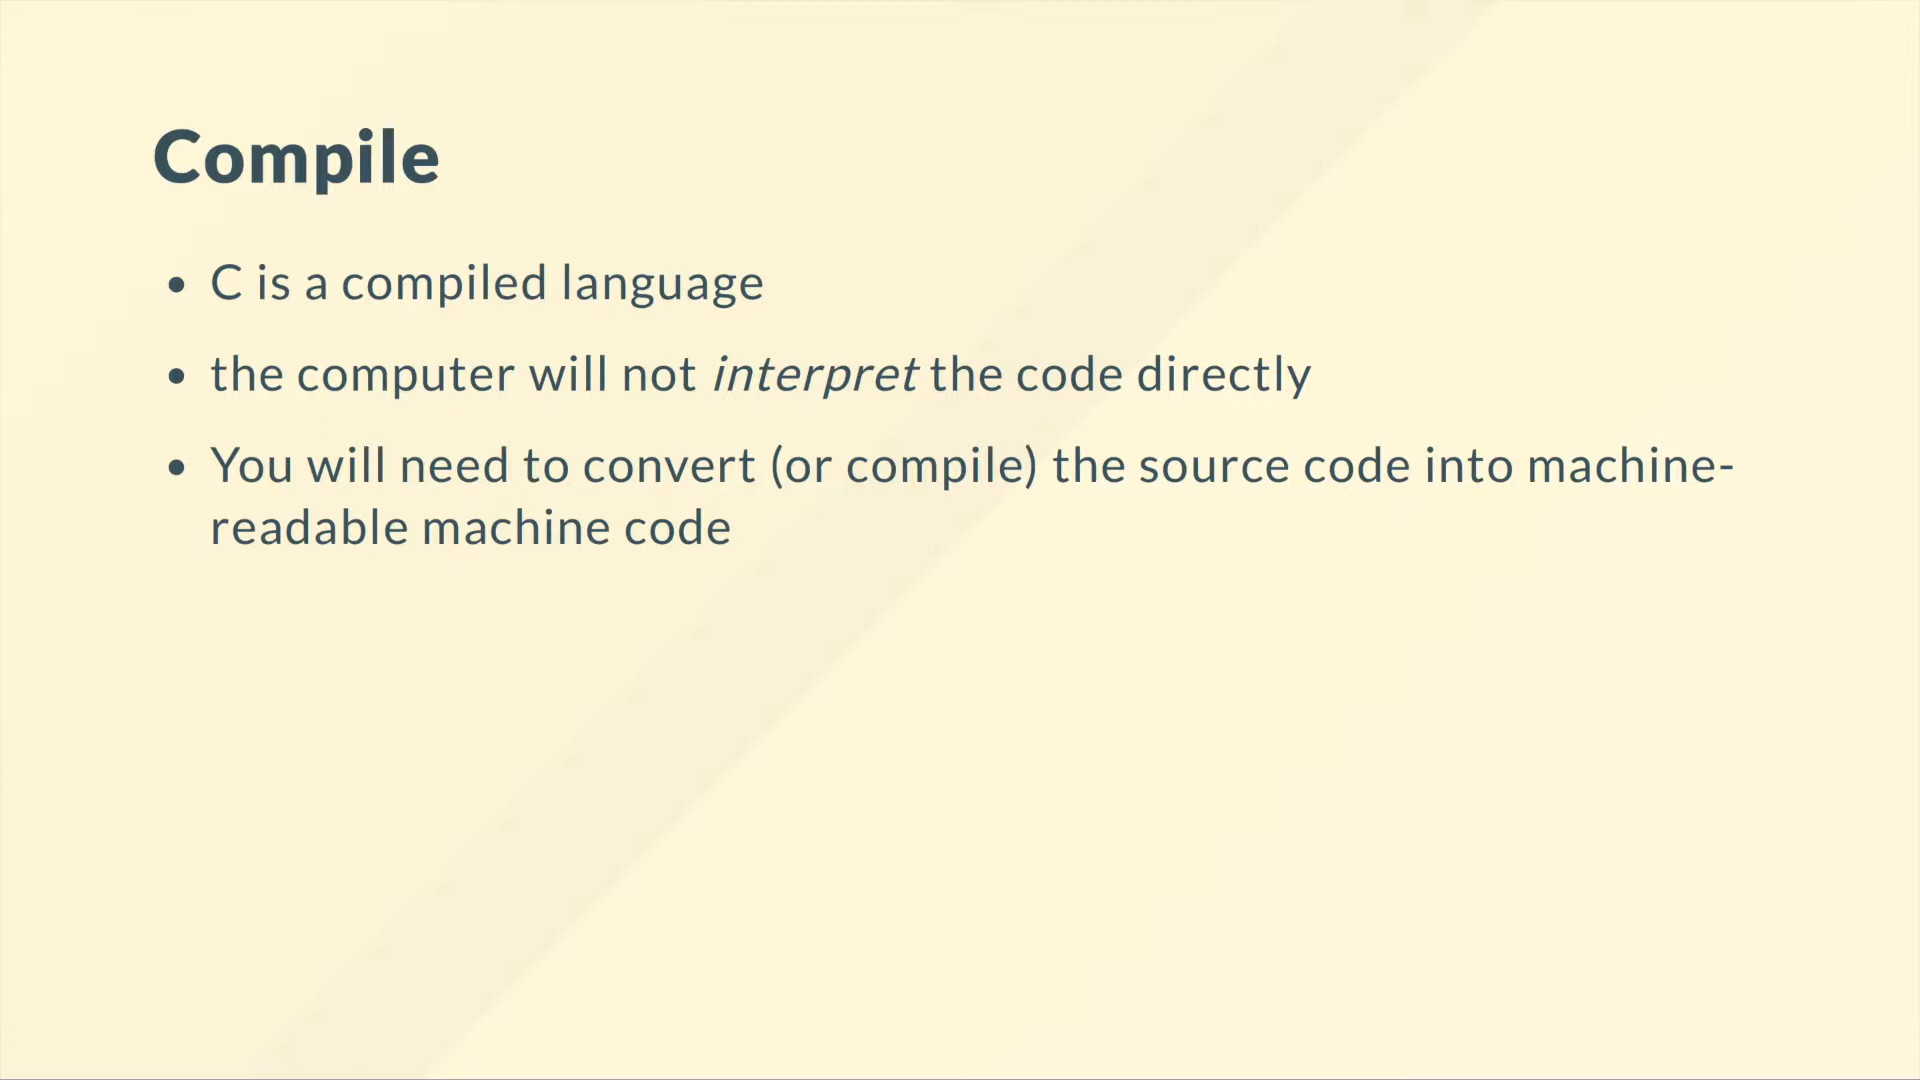 Compile
• C is a compiled language
• the computer will not interpret the code directly
• You will need to convert (or compile) the source code into machine-
readable machine code